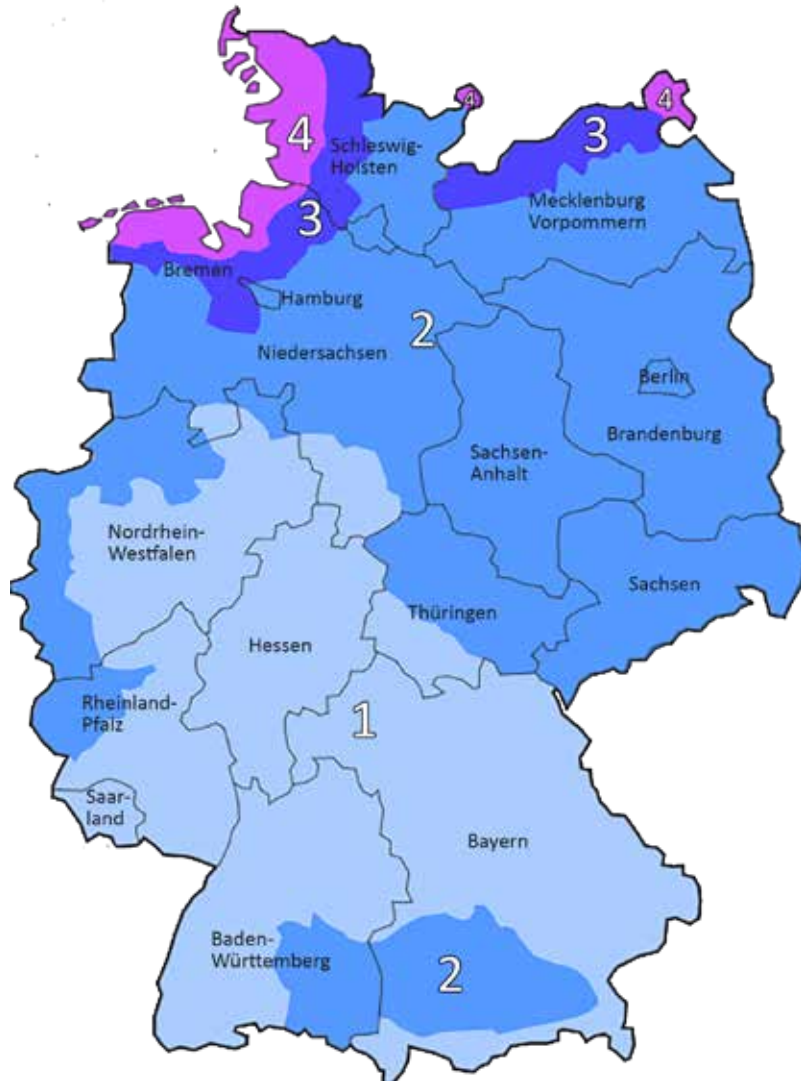 4
4
4
3
Schleswig-
Holsten
Mecklenburg
Vorpommern
3
Bremen
Hamburg
2
Niedersachsen
Berlin
Brandenburg
Sachsen-
Anhalt
Nordrhein-
Westfalen
Sachsen
Thüringen
Hessen
Rheinland-
Pfalz
1
Saar-
land
Bayern
Baden-
Württemberg
2